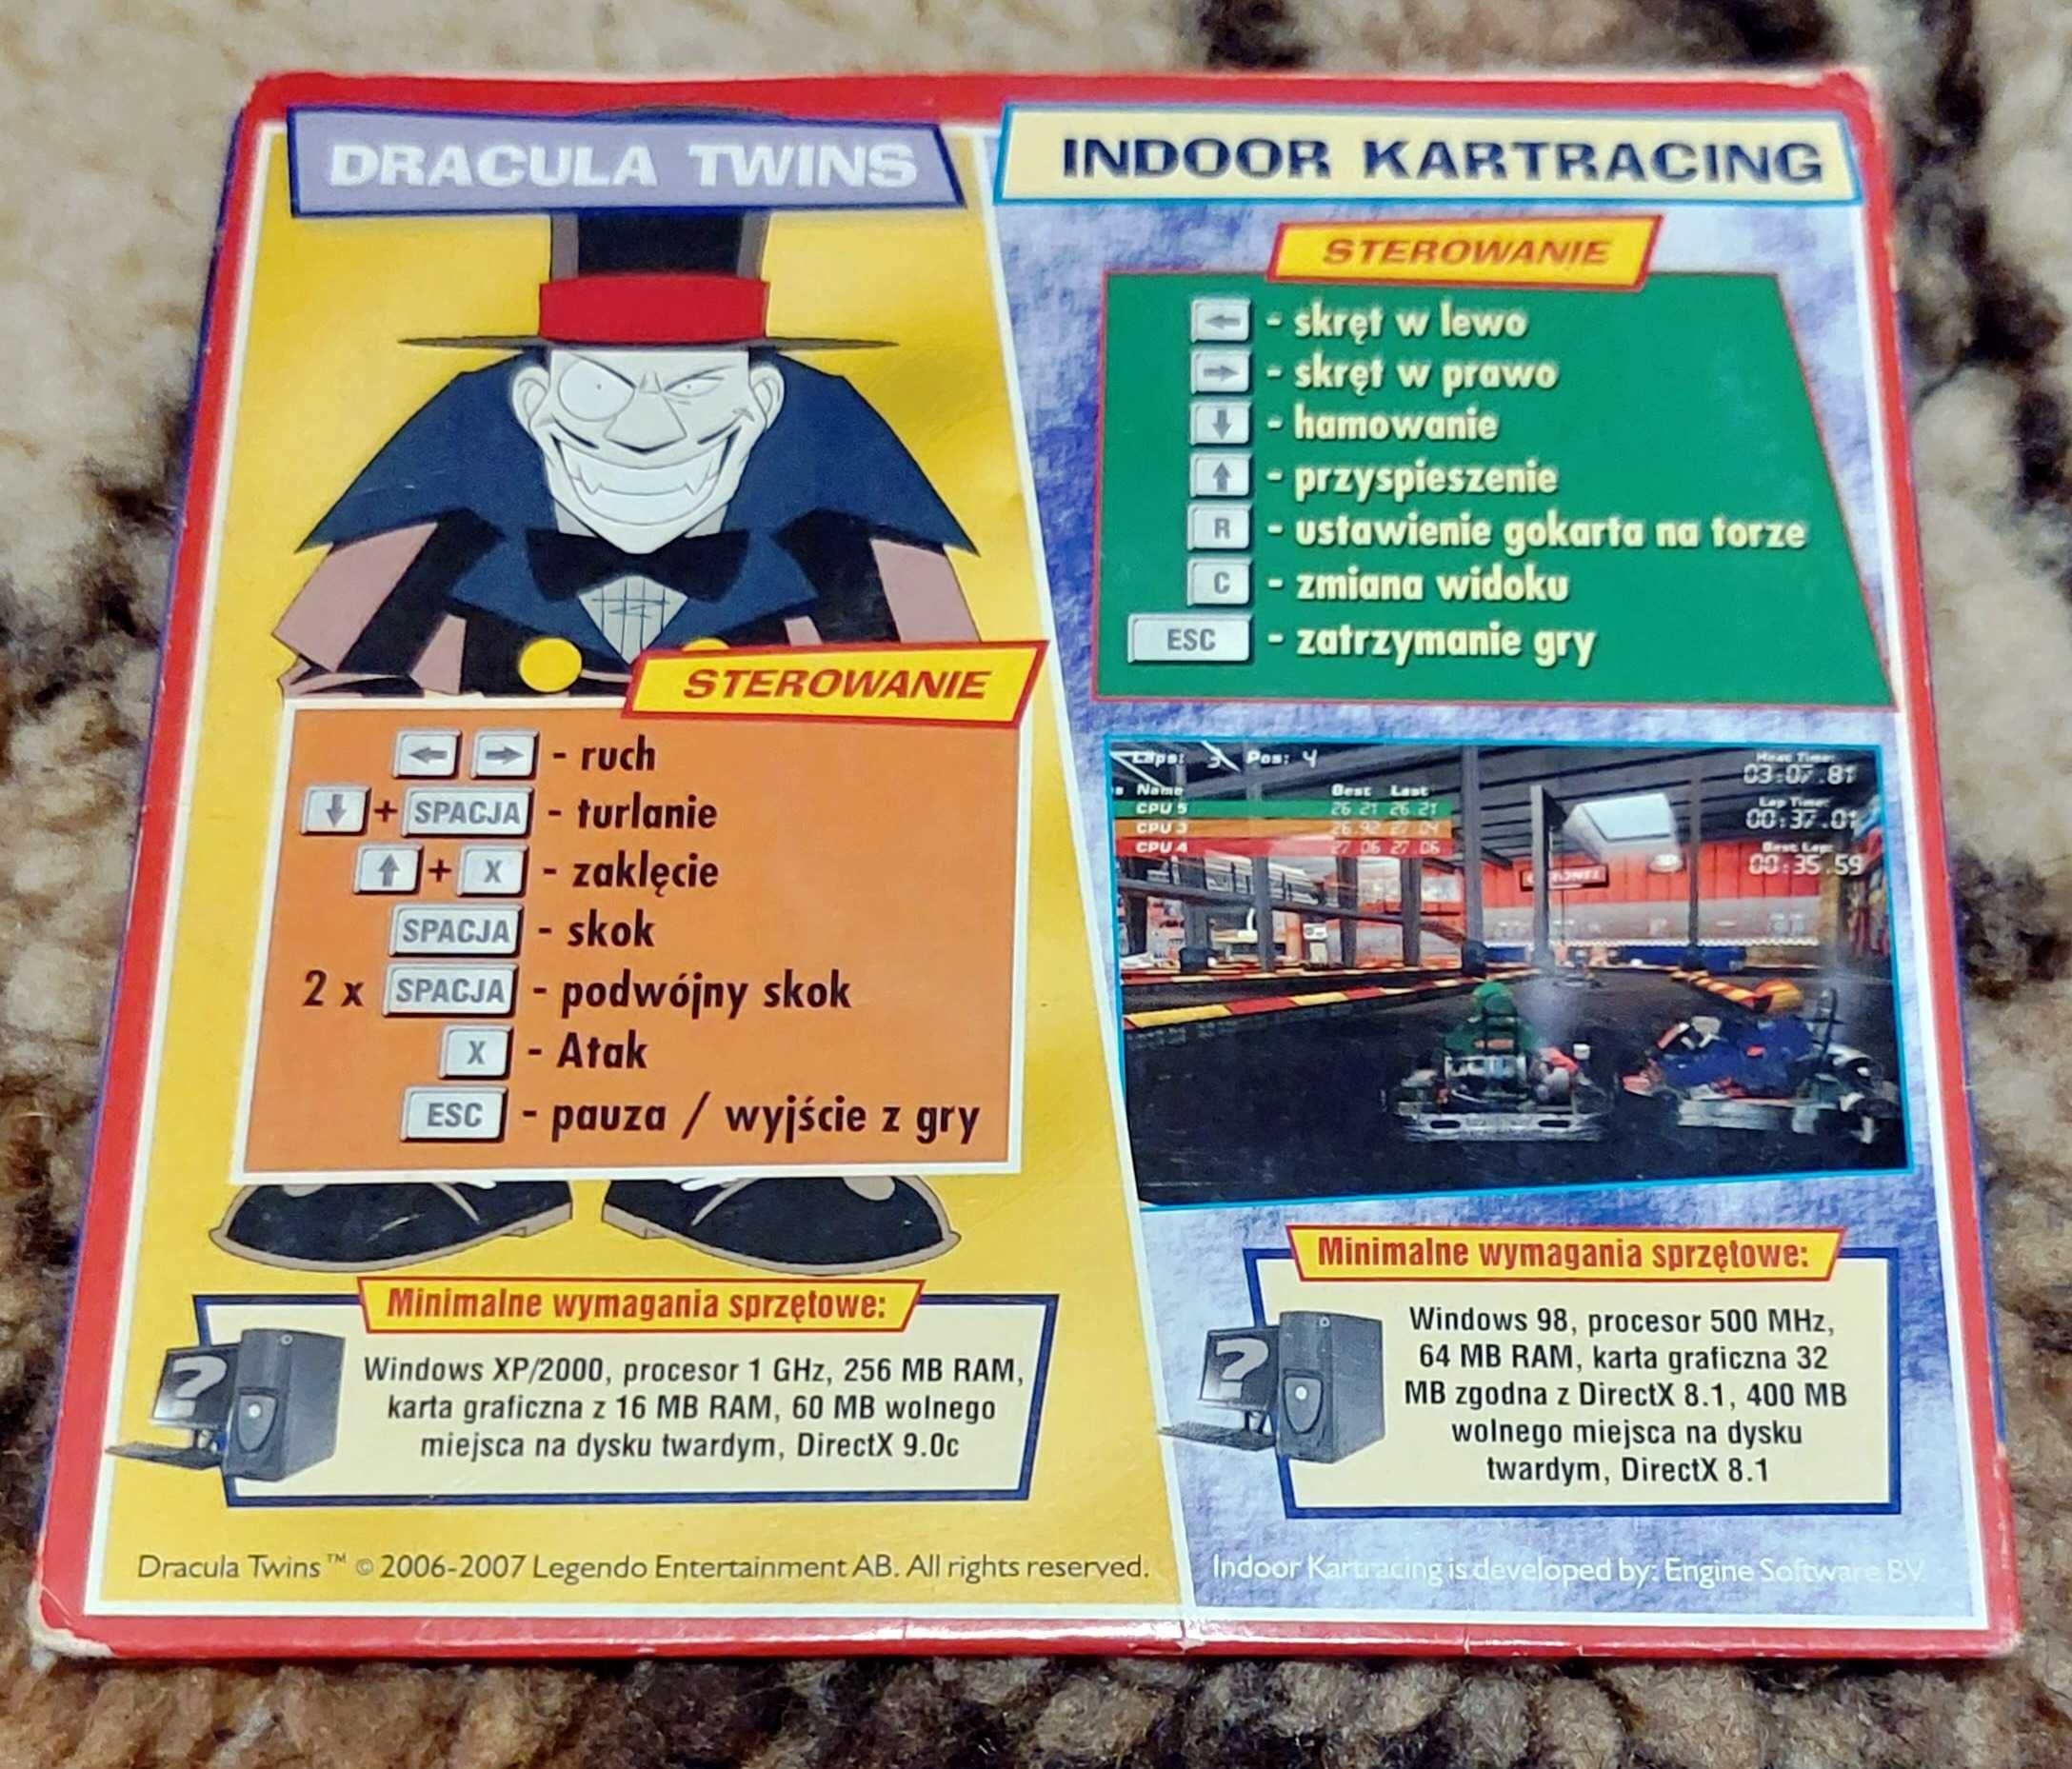 DRACULA TWINS
STEROWANIE
← → - ruch
↓ + SPACJA - turlanie
↑ + X - zaklęcie
SPACJA - skok
2 x SPACJA - podwójny skok
X - Atak
ESC - pauza / wyjście z gry
Minimalne wymagania sprzętowe:
?
Windows XP/2000, procesor 1 GHz, 256 MB RAM,
karta graficzna z 16 MB RAM, 60 MB wolnego
miejsca na dysku twardym, DirectX 9.0c
Dracula Twins™ © 2006-2007 Legendo Entertainment AB. All rights reserved.
INDOOR KARTRACING
STEROWANIE
← - skręt w lewo
→ - skręt w prawo
↓ - hamowanie
↑ - przyspieszenie
R - ustawienie gokarta na torze
C - zmiana widoku
ESC - zatrzymanie gry
Laps: 3 Pos: 4
Name Best Last
CPU 5 26 21 26 21
CPU 3 26 92 27 04
CPU 4 27 06 27 06
03:07.81
Lap Time:
00:37.01
Best Lap:
00:35.59
Minimalne wymagania sprzętowe:
?
Windows 98, procesor 500 MHz,
64 MB RAM, karta graficzna 32
MB zgodna z DirectX 8.1, 400 MB
wolnego miejsca na dysku
twardym, DirectX 8.1
Indoor Kartracing is developed by: Engine Software BV